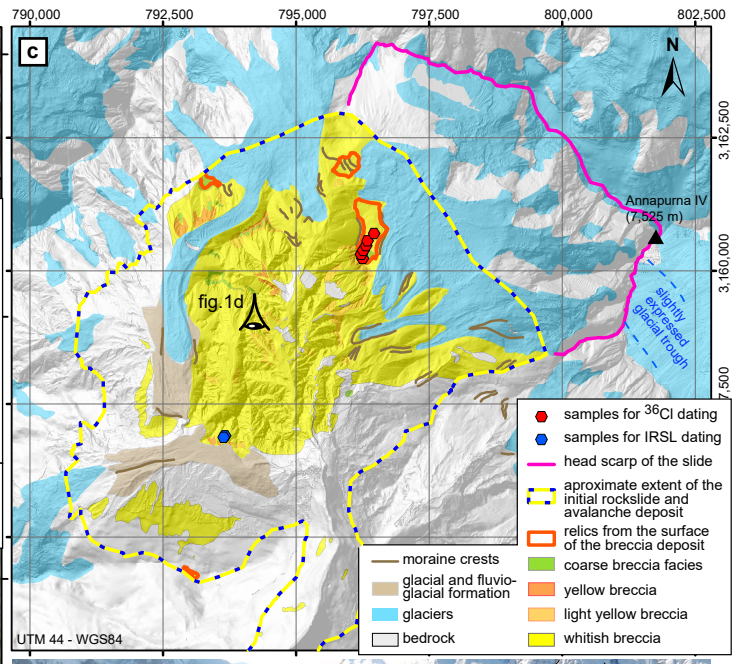 790,000 792,500 795,000 797,500 800,000 802,500
c
N
3,162,500
Annapurna IV
(7,525 m)
3,160,000
slightly
expressed
glacial trough
fig.1d
7,500
samples for ³⁶Cl dating
samples for IRSL dating
head scarp of the slide
aproximate extent of the
initial rockslide and
avalanche deposit
relics from the surface
of the breccia deposit
moraine crests
glacial and fluvio-
glacial formation
glaciers
bedrock
coarse breccia facies
yellow breccia
light yellow breccia
whitish breccia
UTM 44 - WGS84